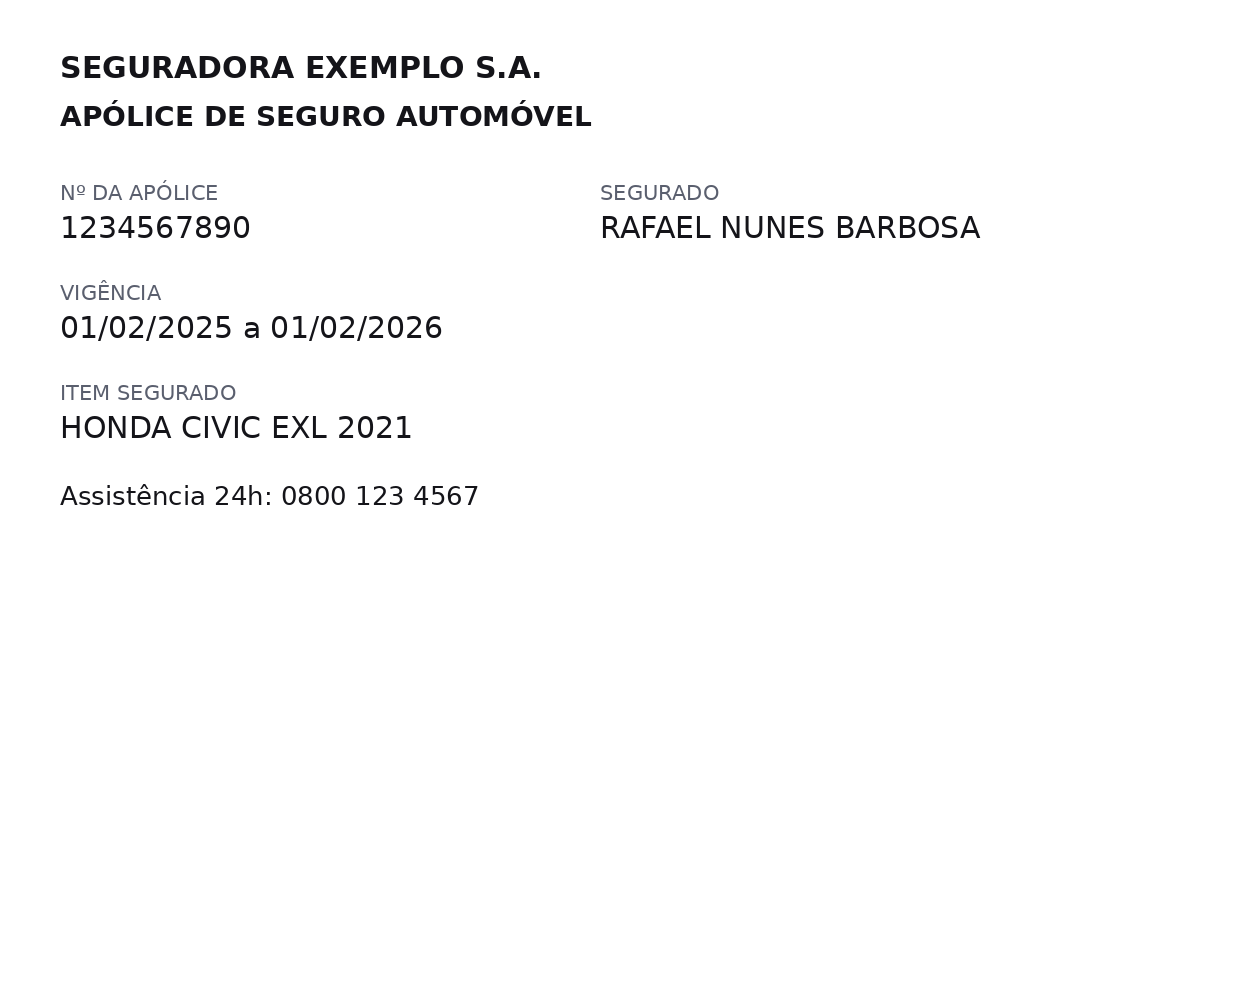 SEGURADORA EXEMPLO S.A.
APÓLICE DE SEGURO AUTOMÓVEL
Nº DA APÓLICE
1234567890
SEGURADO
RAFAEL NUNES BARBOSA
VIGÊNCIA
01/02/2025 a 01/02/2026
ITEM SEGURADO
HONDA CIVIC EXL 2021
Assistência 24h: 0800 123 4567